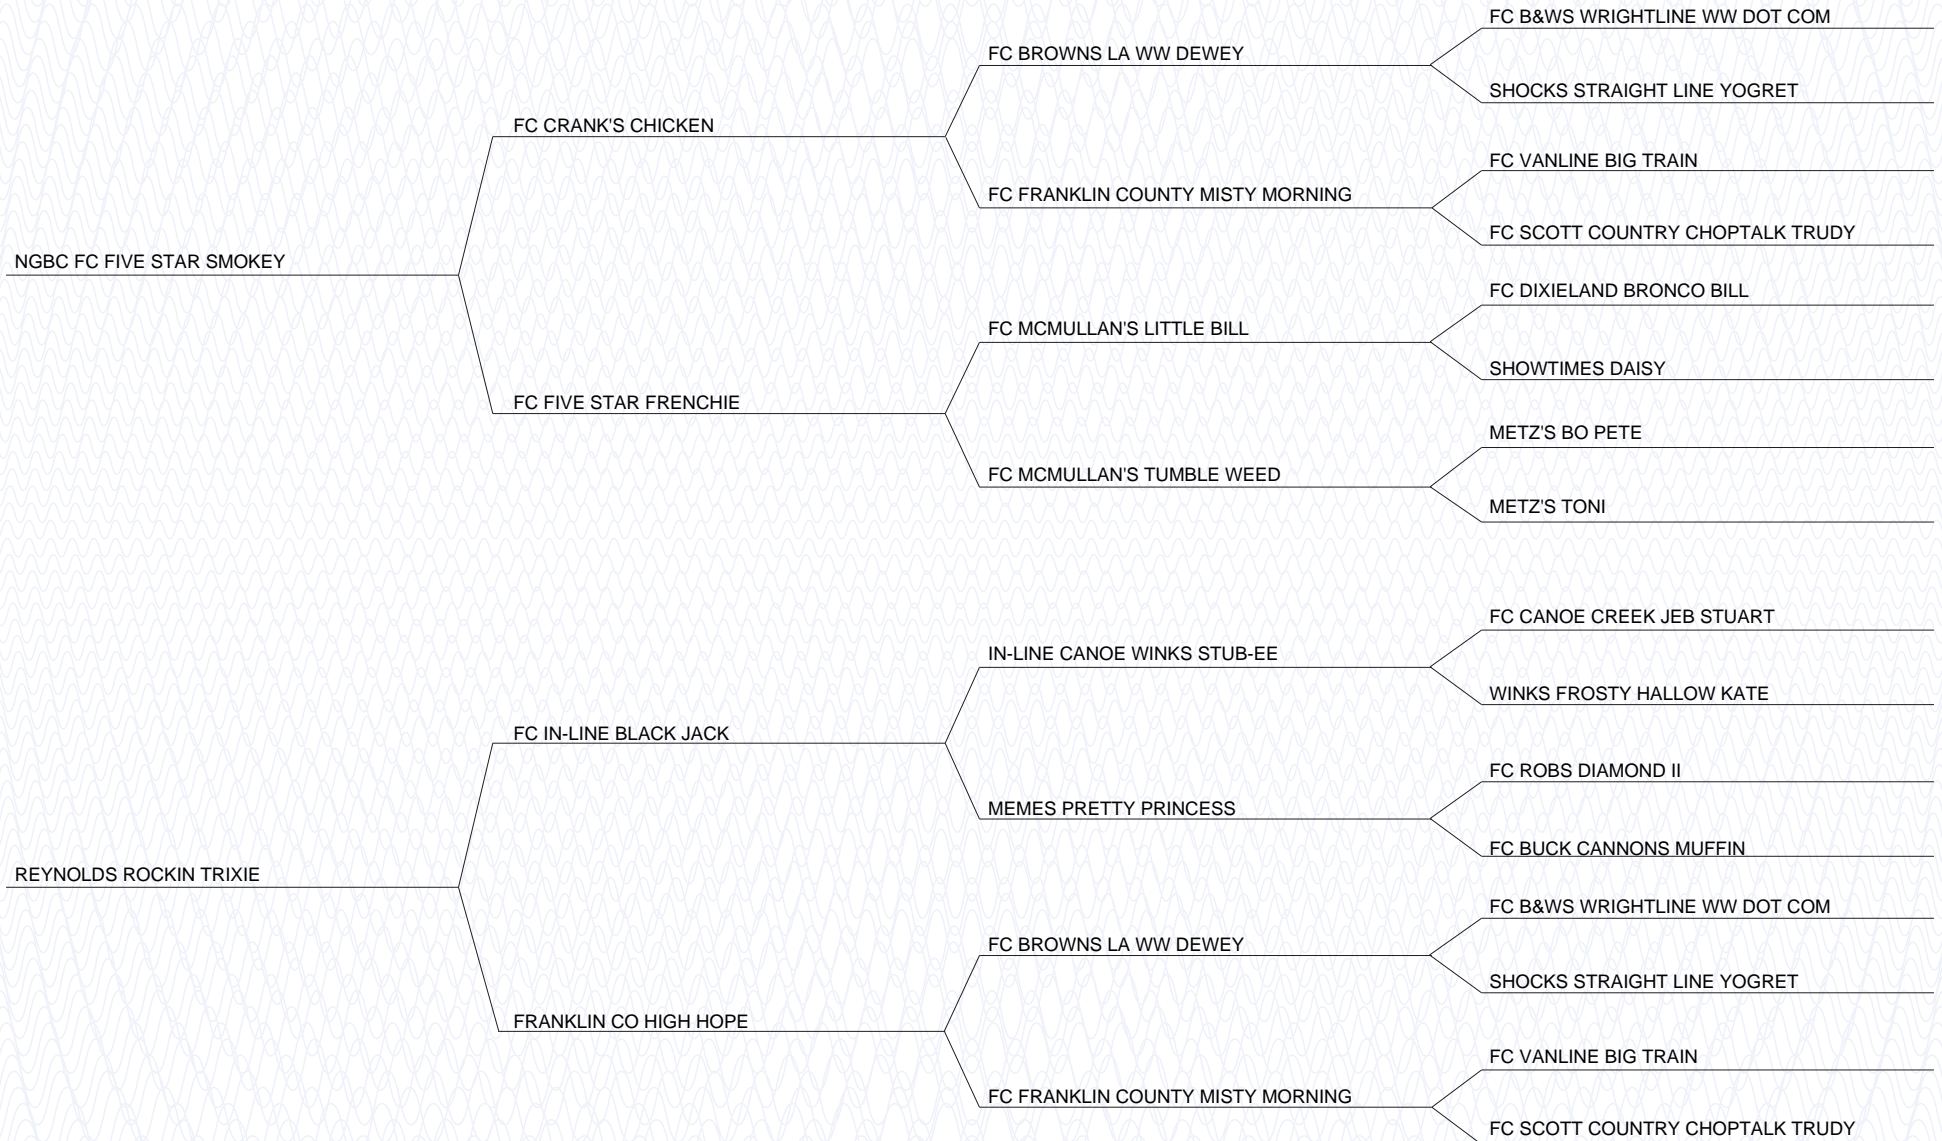 FC B&WS WRIGHTLINE WW DOT COM
FC BROWNS LA WW DEWEY
SHOCKS STRAIGHT LINE YOGRET
FC CRANK'S CHICKEN
FC VANLINE BIG TRAIN
FC FRANKLIN COUNTY MISTY MORNING
FC SCOTT COUNTRY CHOPTALK TRUDY
NGBC FC FIVE STAR SMOKEY
FC DIXIELAND BRONCO BILL
FC MCMULLAN'S LITTLE BILL
SHOWTIMES DAISY
FC FIVE STAR FRENCHIE
METZ'S BO PETE
FC MCMULLAN'S TUMBLE WEED
METZ'S TONI
FC CANOE CREEK JEB STUART
IN-LINE CANOE WINKS STUB-EE
WINKS FROSTY HALLOW KATE
FC IN-LINE BLACK JACK
FC ROBS DIAMOND II
MEMES PRETTY PRINCESS
FC BUCK CANNONS MUFFIN
REYNOLDS ROCKIN TRIXIE
FC B&WS WRIGHTLINE WW DOT COM
FC BROWNS LA WW DEWEY
SHOCKS STRAIGHT LINE YOGRET
FRANKLIN CO HIGH HOPE
FC VANLINE BIG TRAIN
FC FRANKLIN COUNTY MISTY MORNING
FC SCOTT COUNTRY CHOPTALK TRUDY